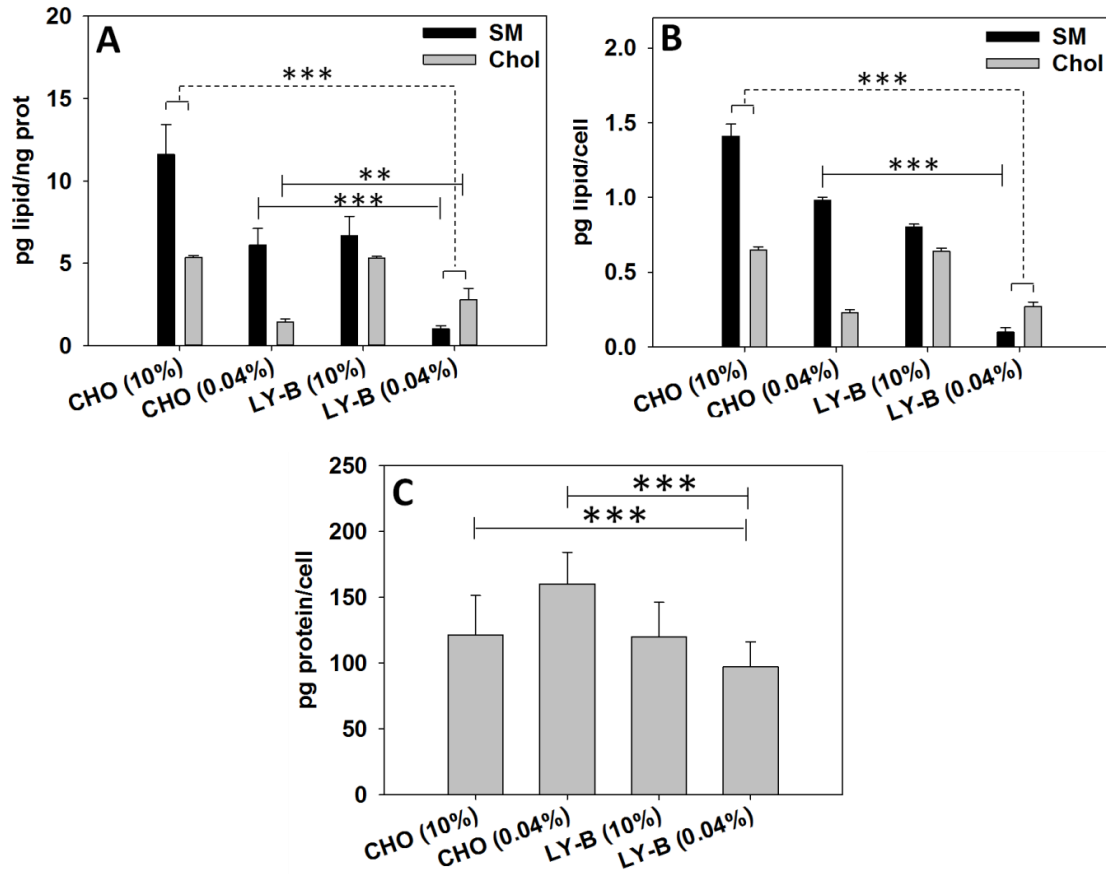 A
SM
Chol
pg lipid/ng prot
20
15
10
5
0
***
**
***
CHO (10%)
CHO (0.04%)
LY-B (10%)
LY-B (0.04%)
B
SM
Chol
pg lipid/cell
2.0
1.5
1.0
0.5
0.0
***
***
CHO (10%)
CHO (0.04%)
LY-B (10%)
LY-B (0.04%)
C
pg protein/cell
250
200
150
100
50
0
***
***
CHO (10%)
CHO (0.04%)
LY-B (10%)
LY-B (0.04%)